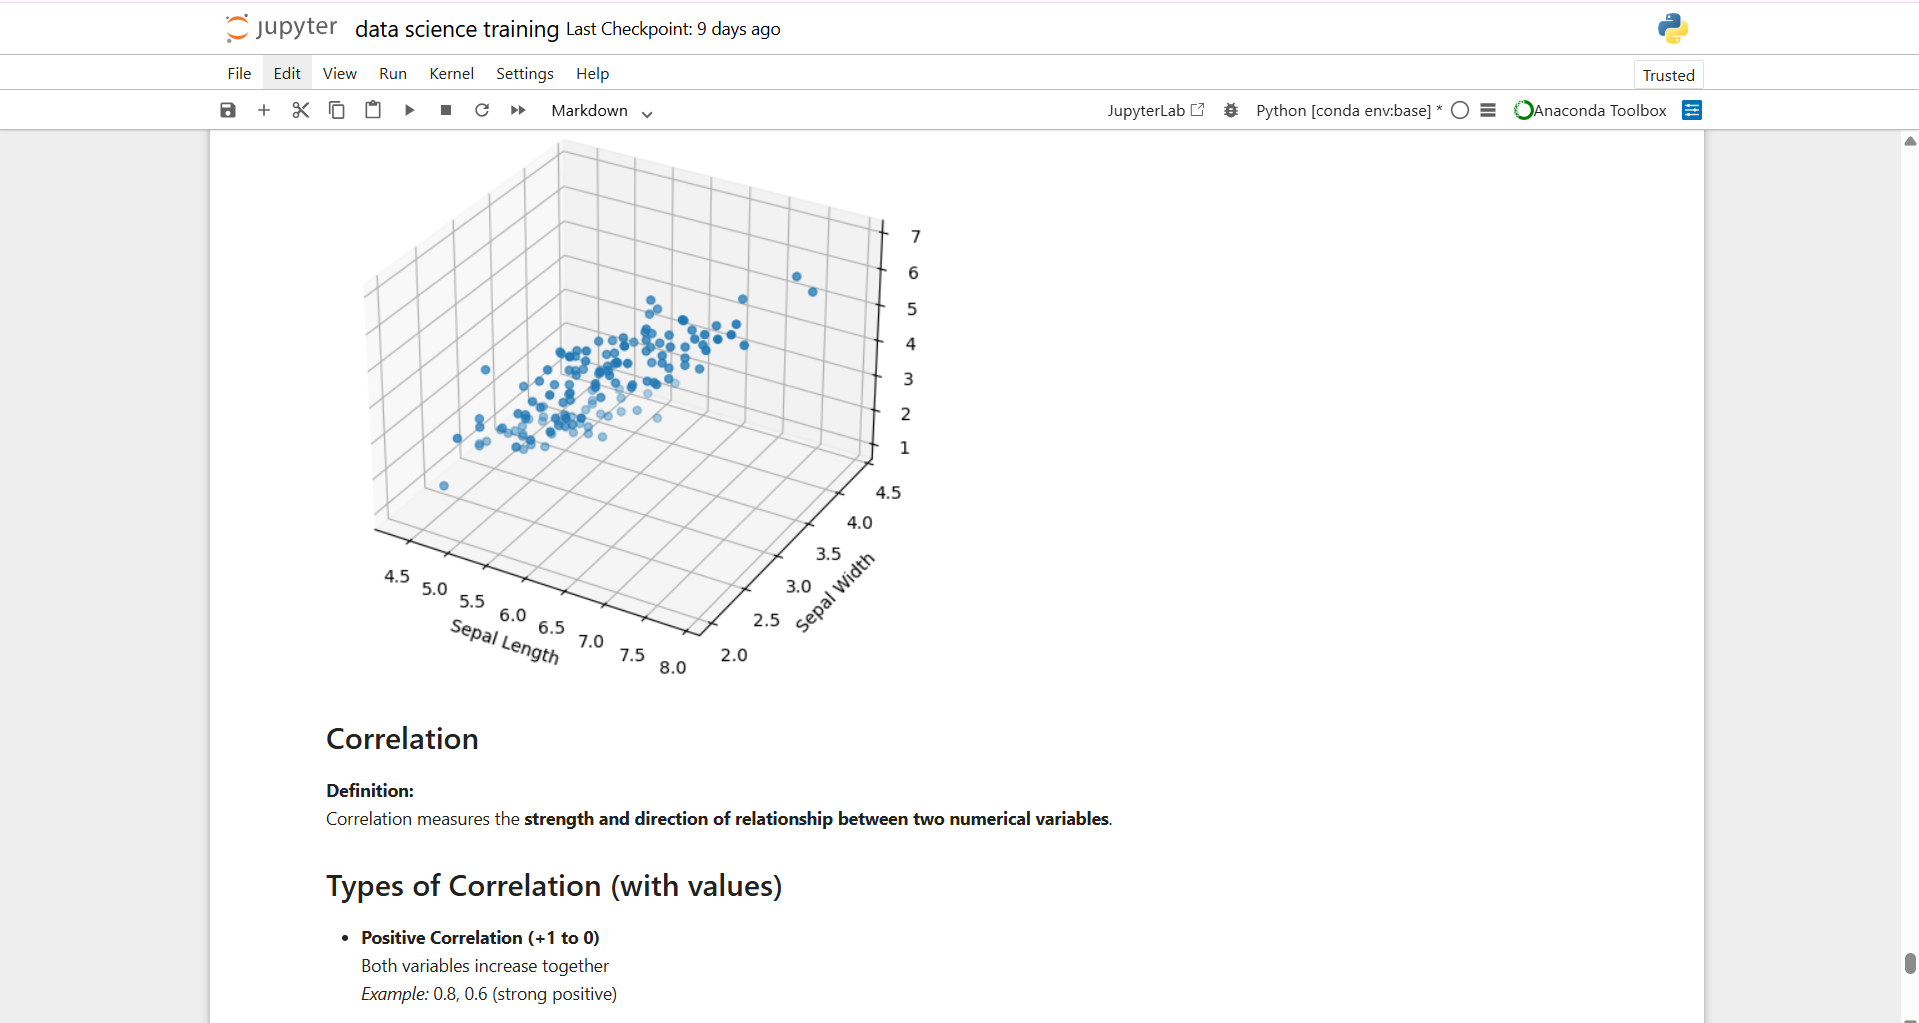 jupyter data science training Last Checkpoint: 9 days ago
File Edit View Run Kernel Settings Help Trusted
Markdown JupyterLab Python [conda env:base] * Anaconda Toolbox
7
6
5
4
3
2
1
4.5
4.0
3.5
3.0
2.5
2.0
Sepal Width
4.5
5.0
5.5
6.0
6.5
7.0
7.5
8.0
Sepal Length
Correlation
Definition:
Correlation measures the strength and direction of relationship between two numerical variables.
Types of Correlation (with values)
• Positive Correlation (+1 to 0)
Both variables increase together
Example: 0.8, 0.6 (strong positive)